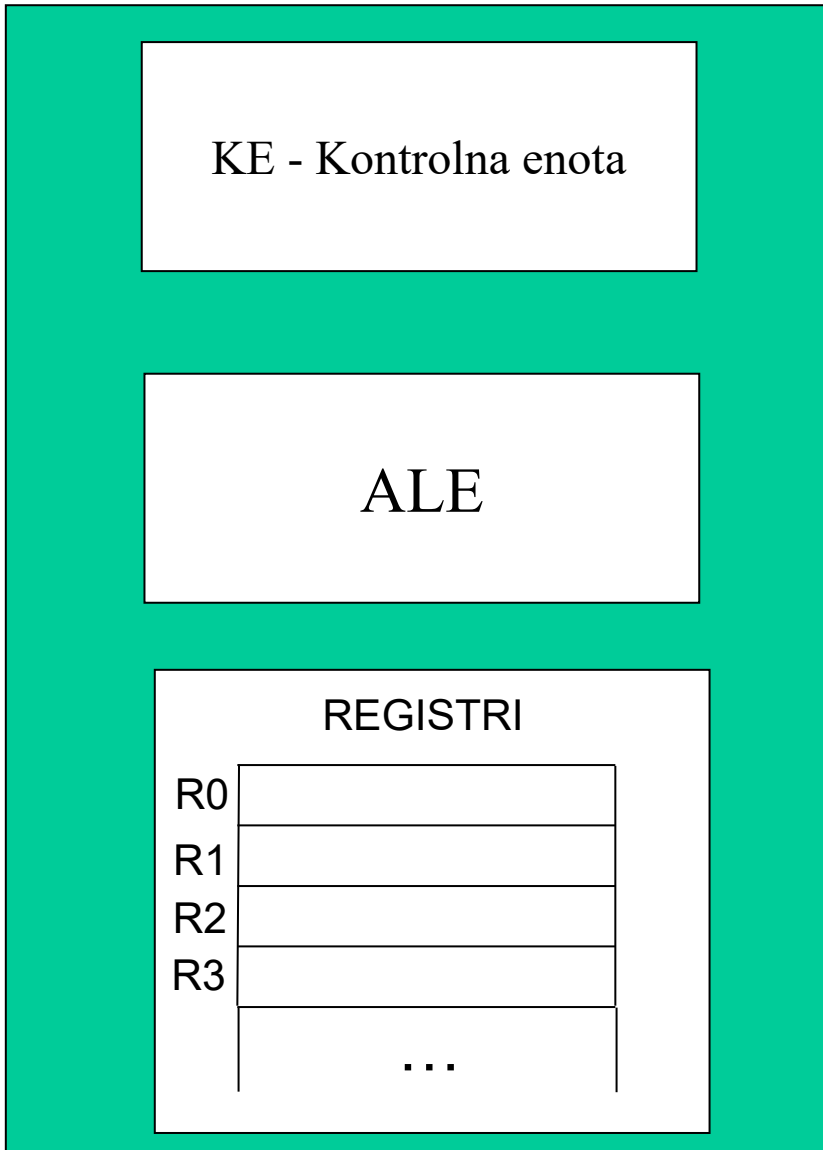 KE - Kontrolna enota
ALE
REGISTRI
R0
R1
R2
R3
...